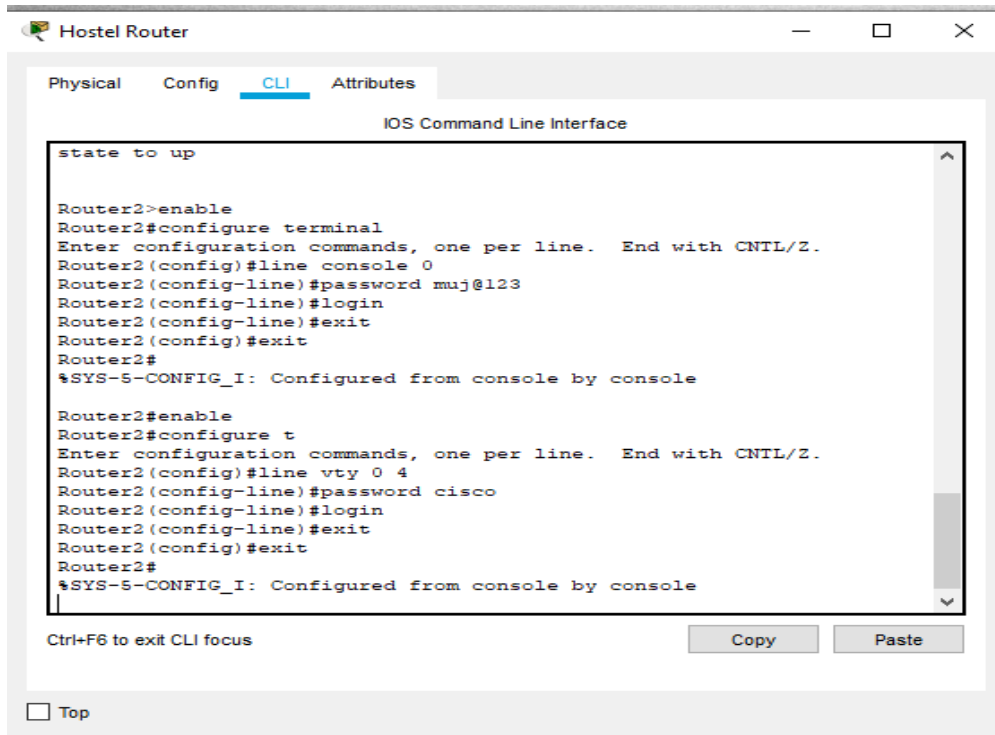 Hostel Router
Physical Config CLI Attributes
IOS Command Line Interface
state to up
Router2>enable
Router2#configure terminal
Enter configuration commands, one per line.  End with CNTL/Z.
Router2(config)#line console 0
Router2(config-line)#password muj@123
Router2(config-line)#login
Router2(config-line)#exit
Router2(config)#exit
Router2#
%SYS-5-CONFIG_I: Configured from console by console
Router2#enable
Router2#configure t
Enter configuration commands, one per line.  End with CNTL/Z.
Router2(config)#line vty 0 4
Router2(config-line)#password cisco
Router2(config-line)#login
Router2(config-line)#exit
Router2(config)#exit
Router2#
%SYS-5-CONFIG_I: Configured from console by console
Ctrl+F6 to exit CLI focus
Copy Paste
Top